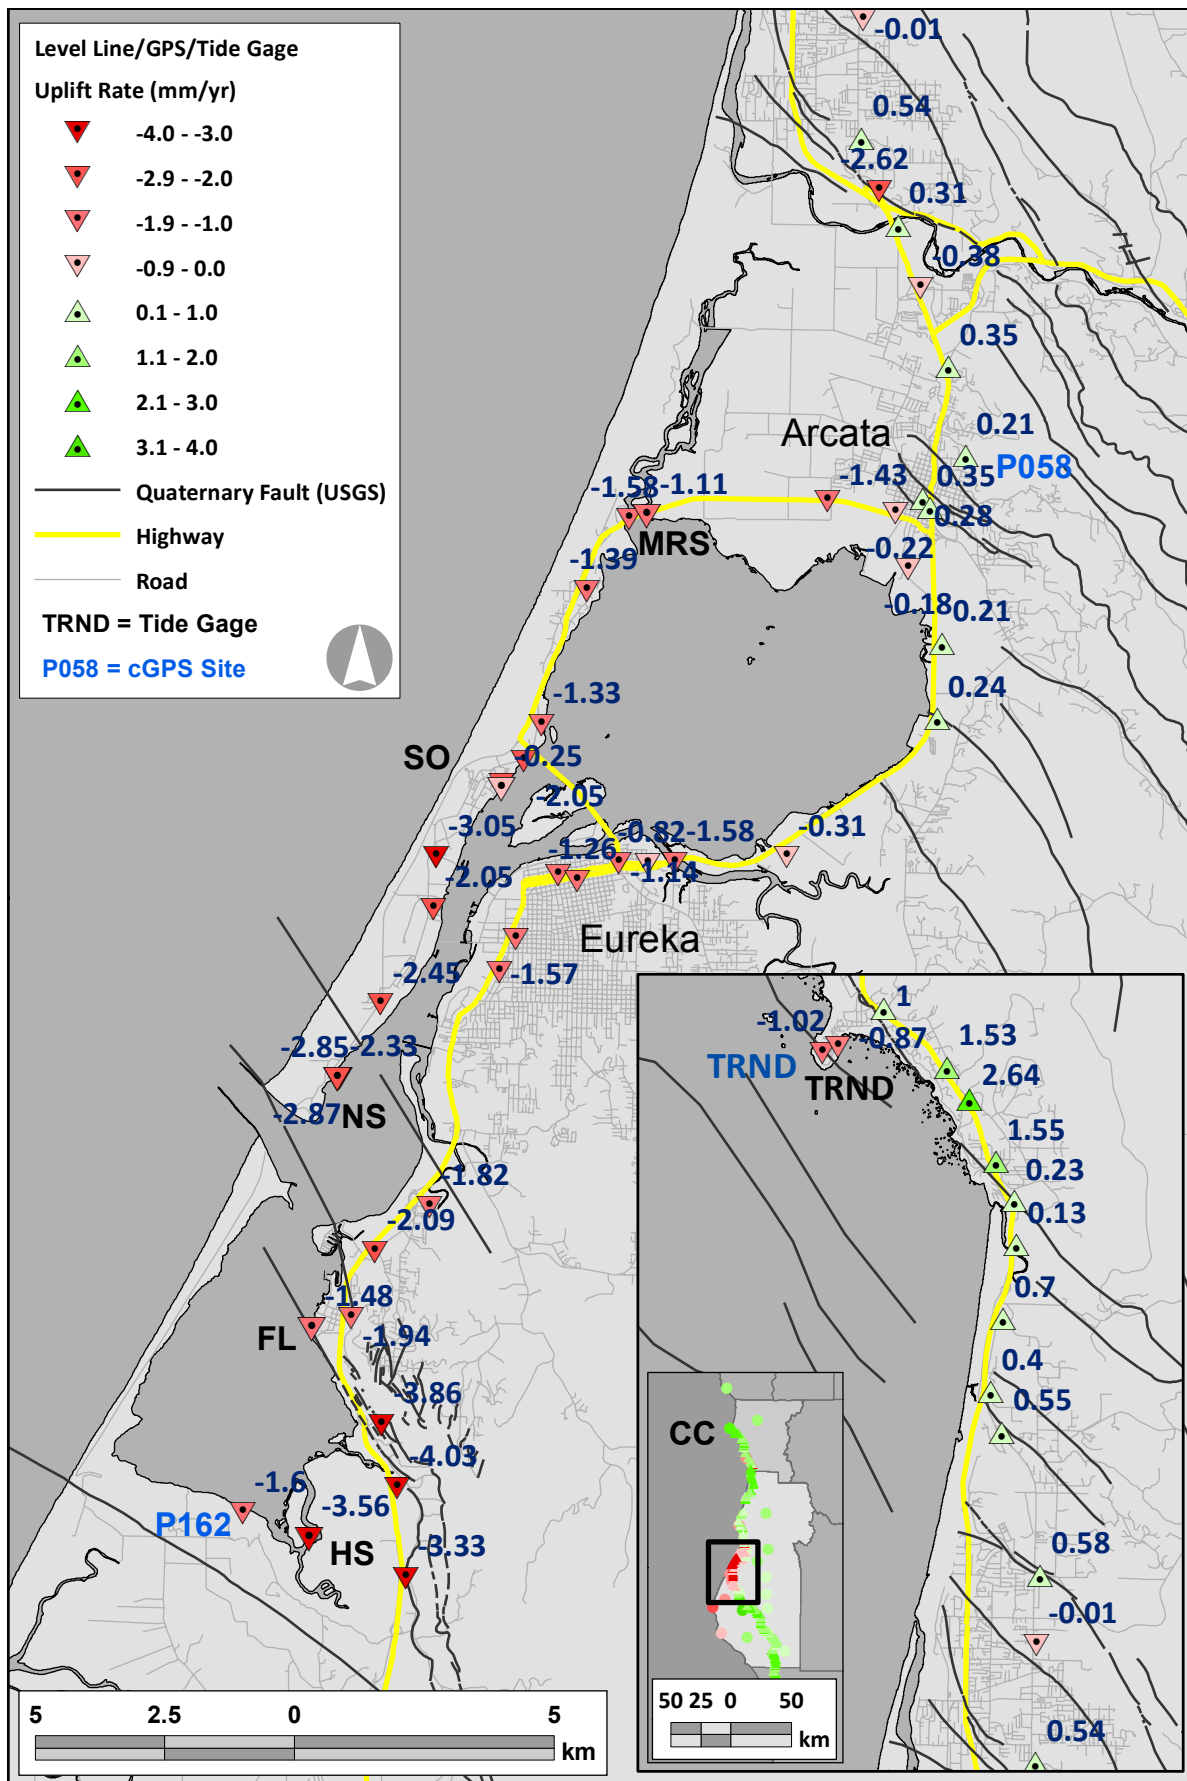 Level Line/GPS/Tide Gage
Uplift Rate (mm/yr)
-4.0 - -3.0
-2.9 - -2.0
-1.9 - -1.0
-0.9 - 0.0
0.1 - 1.0
1.1 - 2.0
2.1 - 3.0
3.1 - 4.0
Quaternary Fault (USGS)
Highway
Road
TRND = Tide Gage
P058 = cGPS Site
-0.01
0.54
-2.62
0.31
-0.38
0.35
0.21
Arcata
P058
-1.43
0.35
-1.58
-1.11
0.28
MRS
-0.22
-1.39
-0.18
0.21
-1.33
0.24
SO
-0.25
-2.05
-3.05
-0.82
-1.58
-0.31
-1.26
-1.14
-2.05
Eureka
-2.45
-1.57
-2.85
-2.33
-2.87
NS
-1.82
-2.09
-1.48
FL
-1.94
-3.86
-4.03
-1.6
-3.56
P162
HS
-3.33
5 2.5 0 5
km
1
-1.02
-0.87
1.53
TRND
TRND
2.64
1.55
0.23
0.13
0.7
0.4
0.55
CC
0.58
-0.01
0.54
50 25 0 50
km